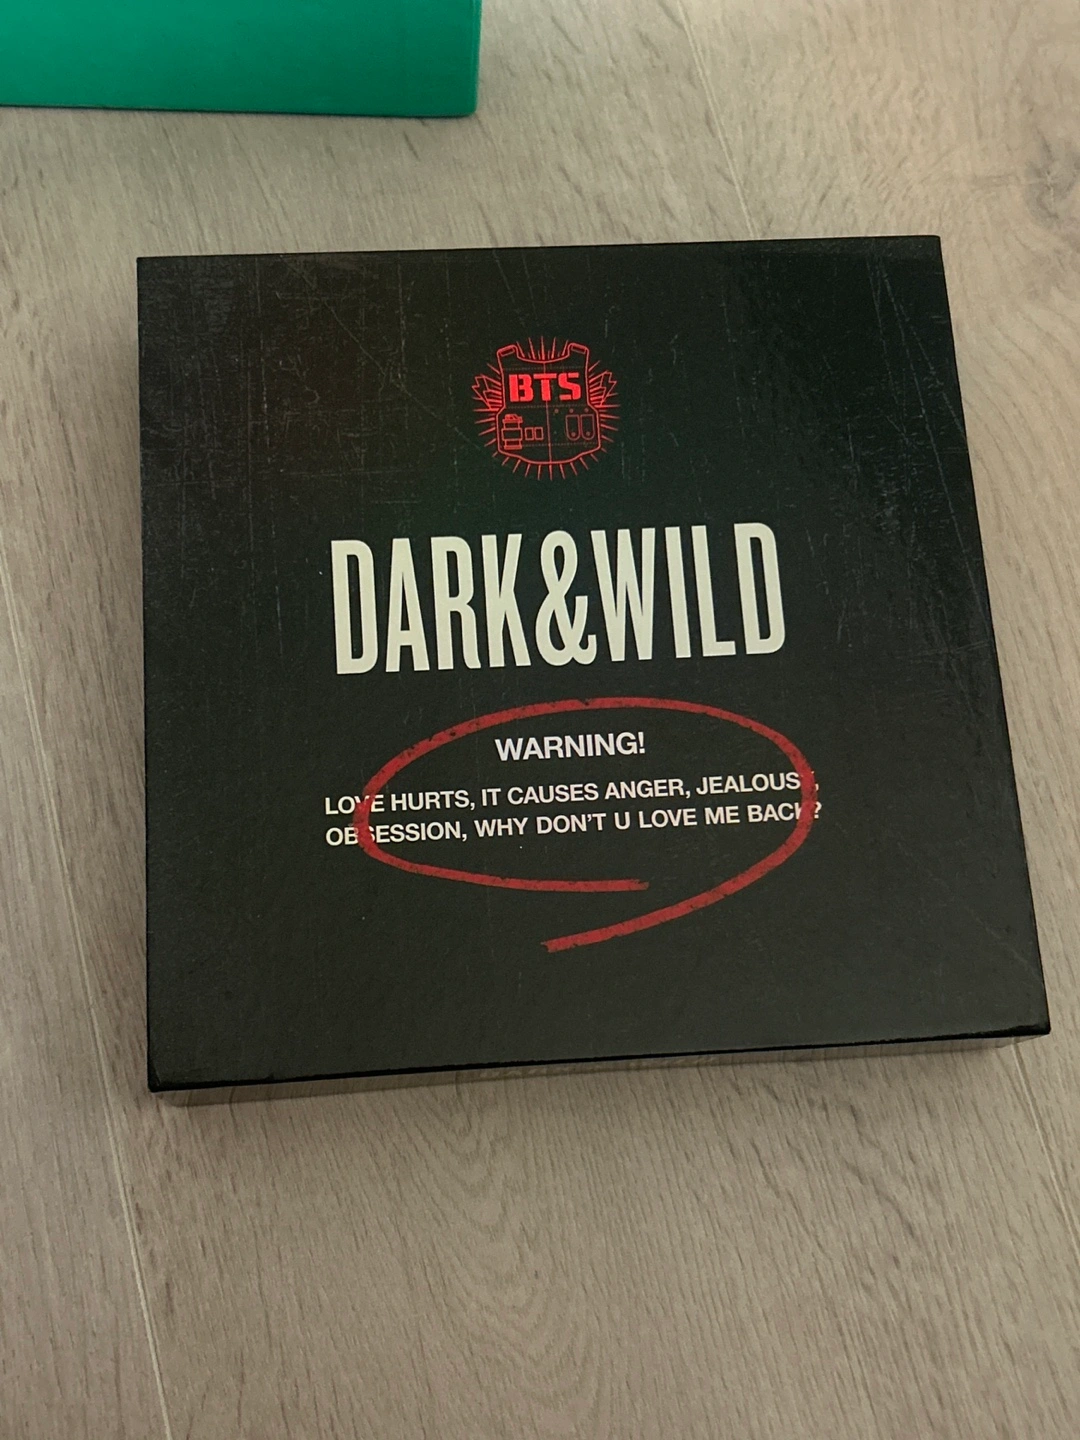 BTS
DARK&WILD
WARNING!
LOVE HURTS, IT CAUSES ANGER, JEALOUSY,
OBSESSION, WHY DON'T U LOVE ME BACK?